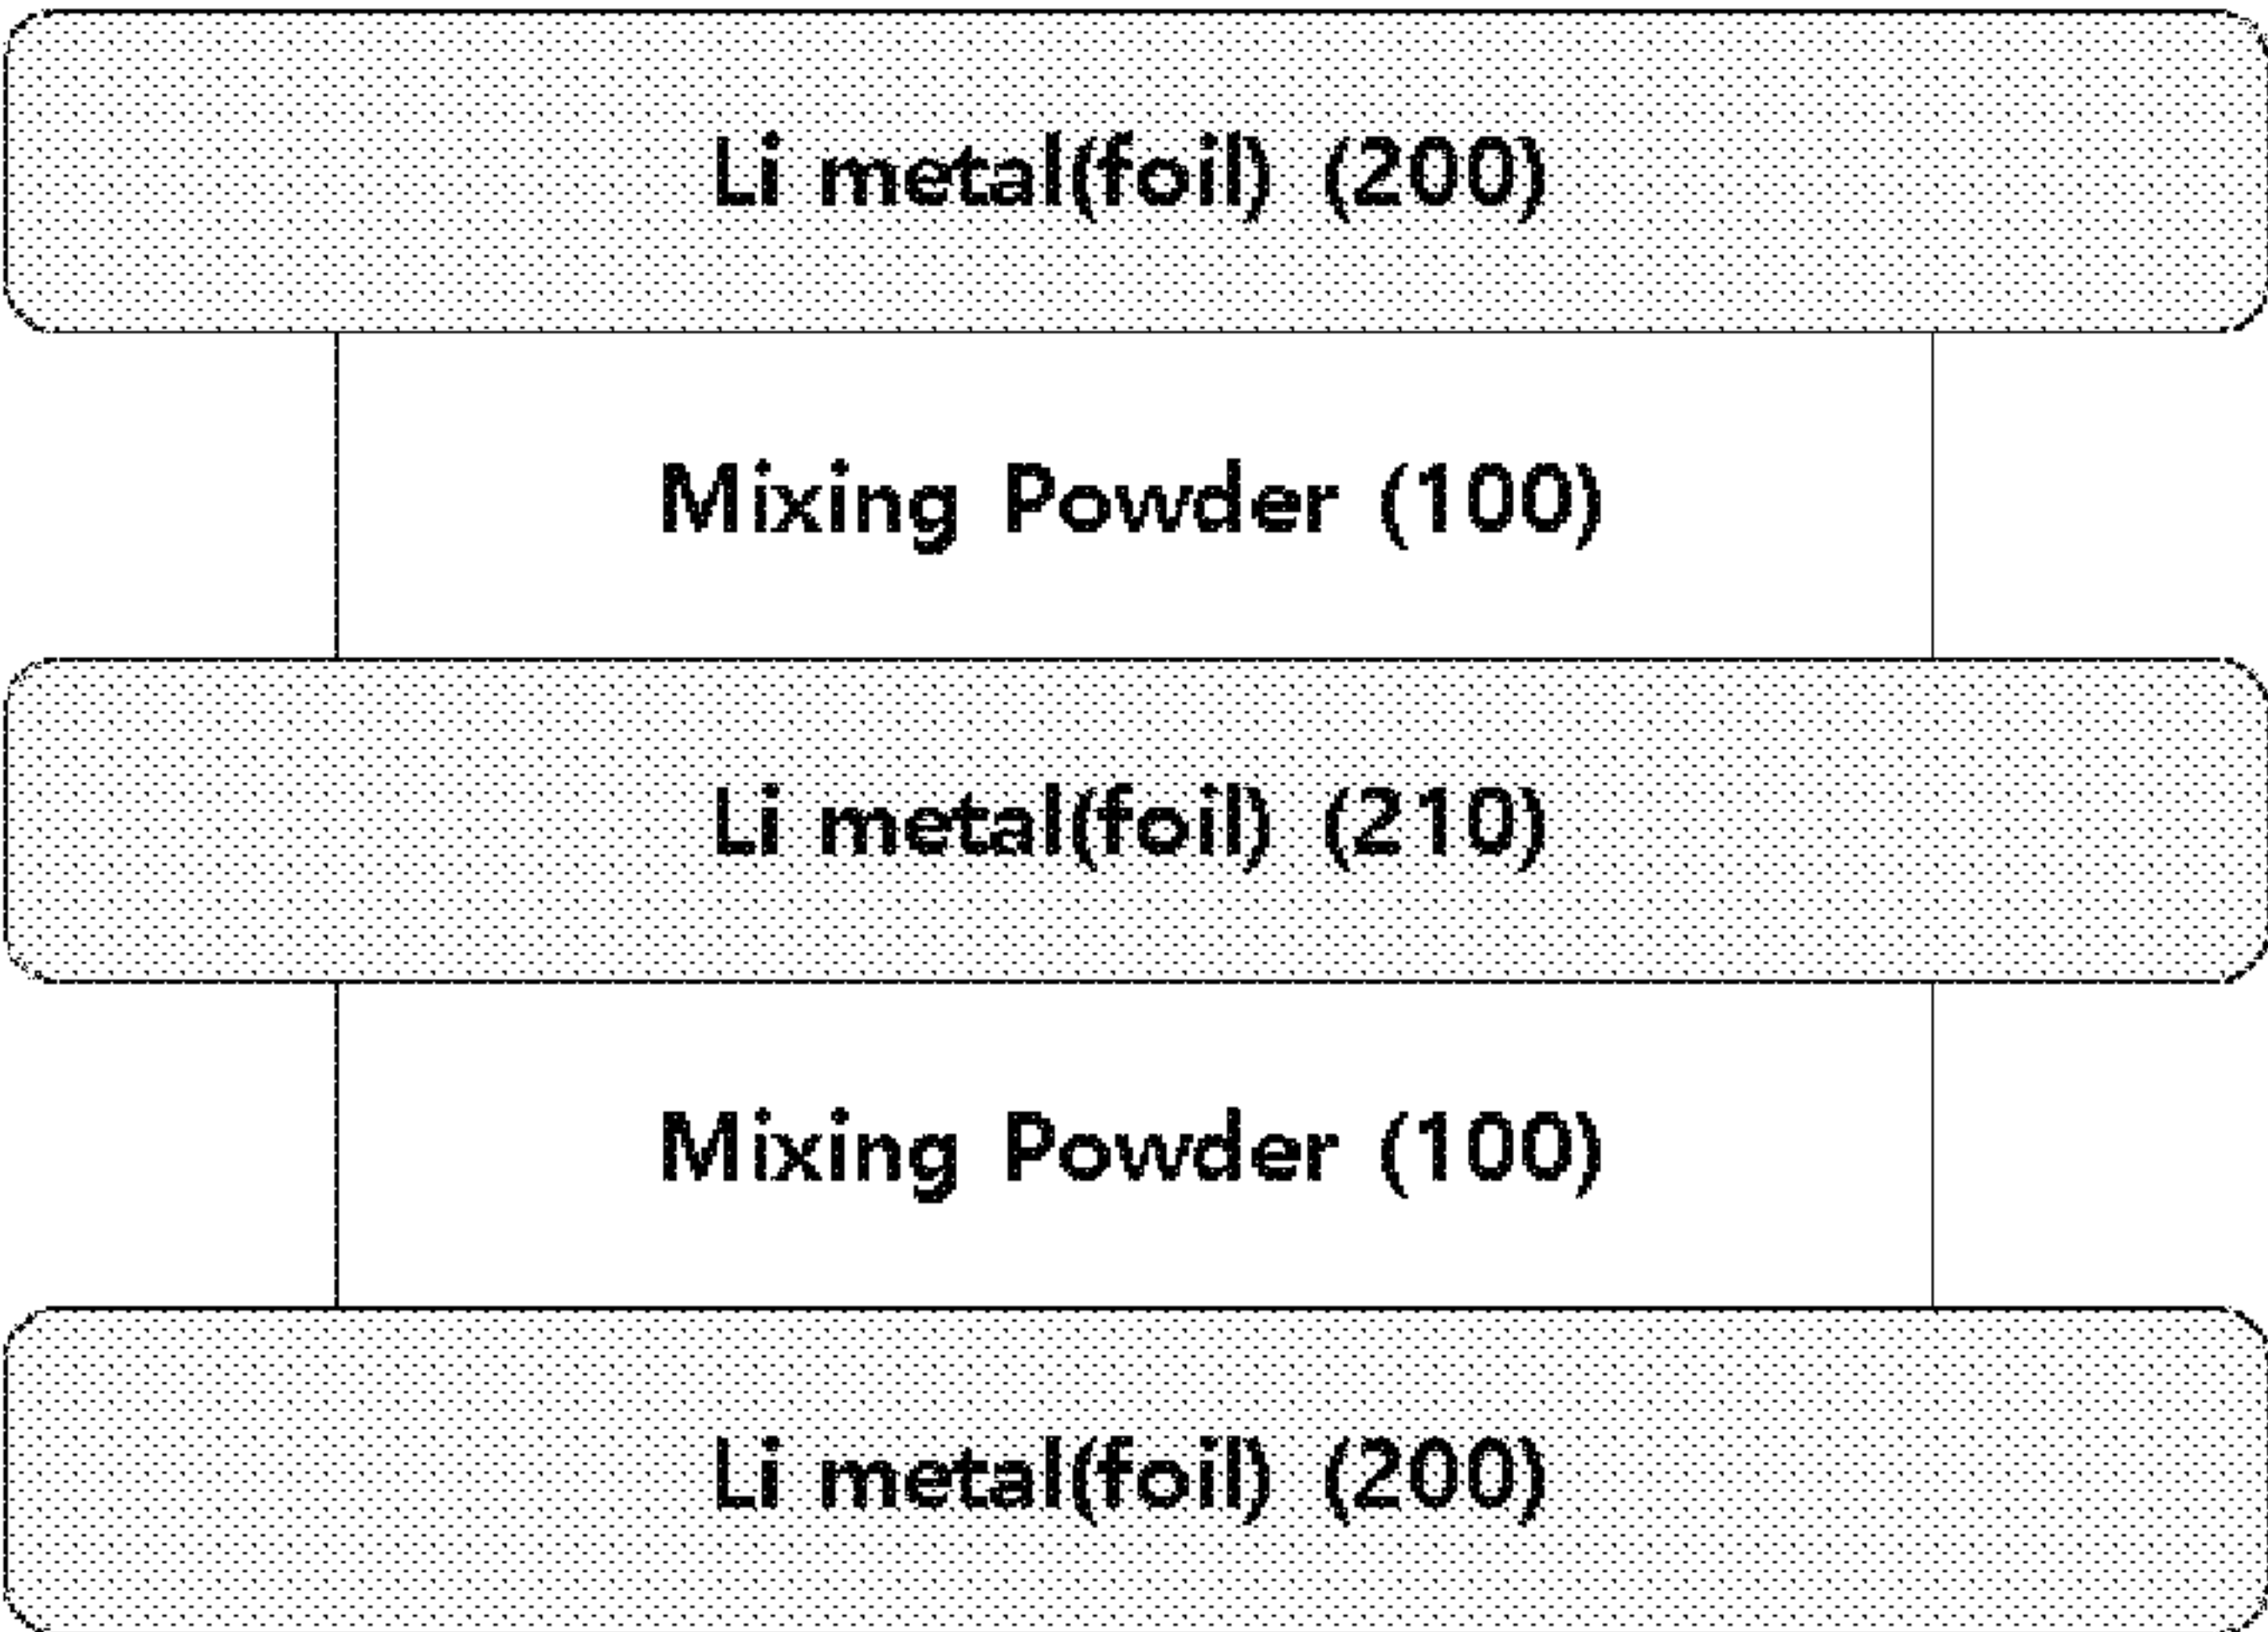 Li metal(foil) (200)
Mixing Powder (100)
Li metal(foil) (210)
Mixing Powder (100)
Li metal(foil) (200)